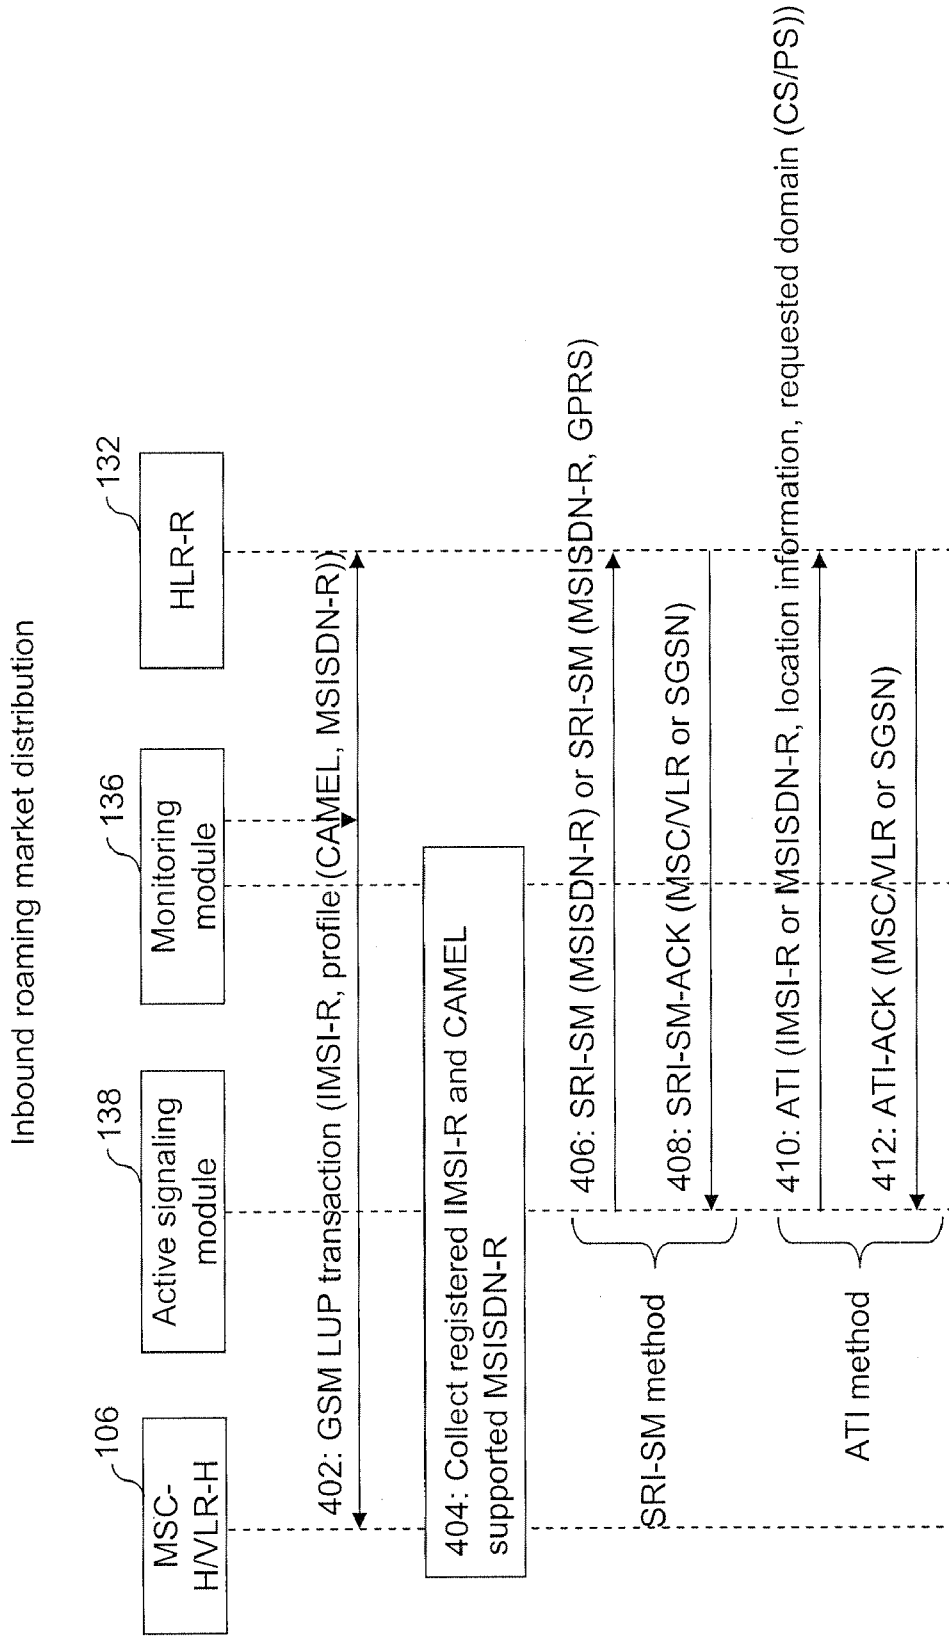 Inbound roaming market distribution
106
138
136
132
MSC-
H/VLR-H
Active signaling
module
Monitoring
module
HLR-R
402: GSM LUP transaction (IMSI-R, profile (CAMEL, MSISDN-R))
404: Collect registered IMSI-R and CAMEL
supported MSISDN-R
406: SRI-SM (MSISDN-R) or SRI-SM (MSISDN-R, GPRS)
SRI-SM method
408: SRI-SM-ACK (MSC/VLR or SGSN)
410: ATI (IMSI-R or MSISDN-R, location information, requested domain (CS/PS))
ATI method
412: ATI-ACK (MSC/VLR or SGSN)